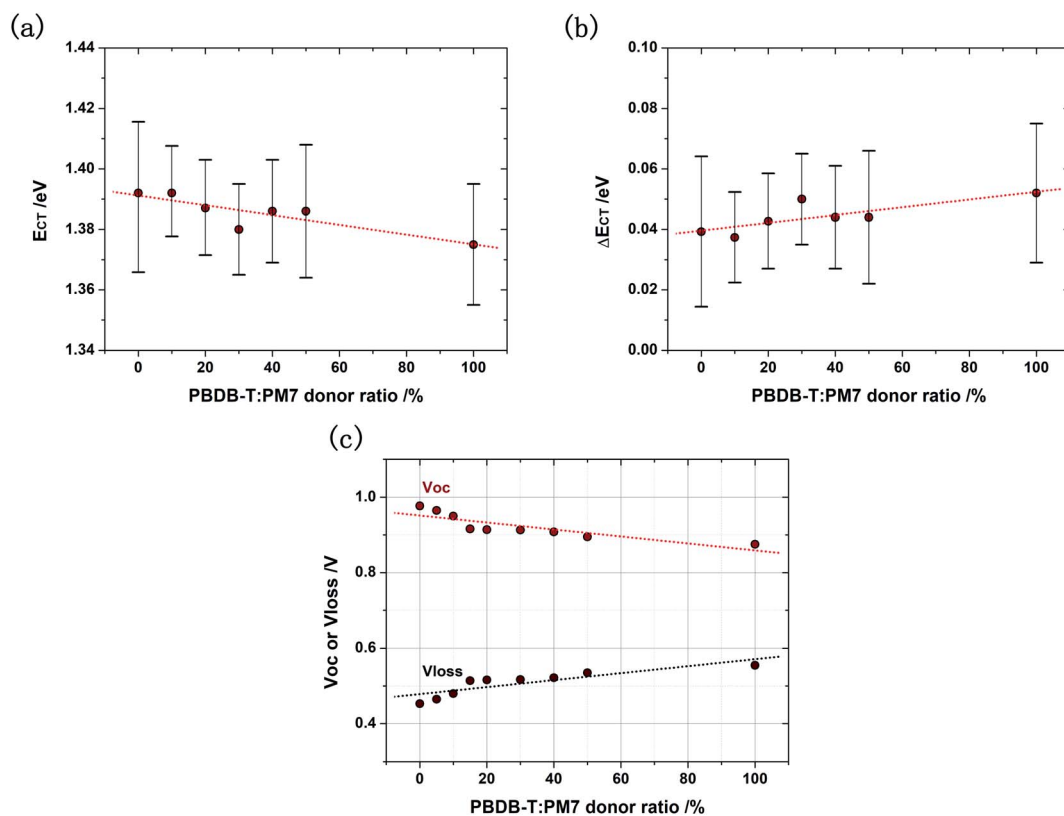 (a)
1.44
1.42
1.40
1.38
1.36
1.34
ECT /eV
0 20 40 60 80 100
PBDB-T:PM7 donor ratio /%
(b)
0.10
0.08
0.06
0.04
0.02
0.00
ΔECT /eV
0 20 40 60 80 100
PBDB-T:PM7 donor ratio /%
(c)
1.0
0.8
0.6
0.4
Voc or Vloss /V
Voc
Vloss
0 20 40 60 80 100
PBDB-T:PM7 donor ratio /%